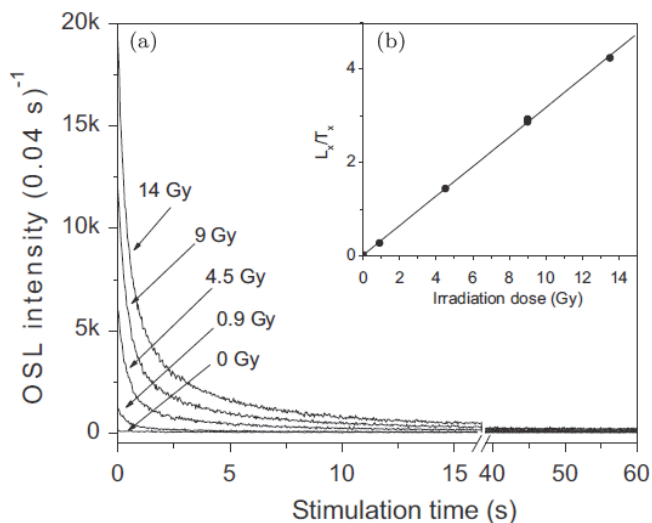 (a)
(b)
20k
15k
10k
5k
0
OSL intensity (0.04 s)-1
14 Gy
9 Gy
4.5 Gy
0.9 Gy
0 Gy
0 5 10 15 40 50 60
Stimulation time (s)
4
2
0
Lx/Tx
0 2 4 6 8 10 12 14
Irradiation dose (Gy)